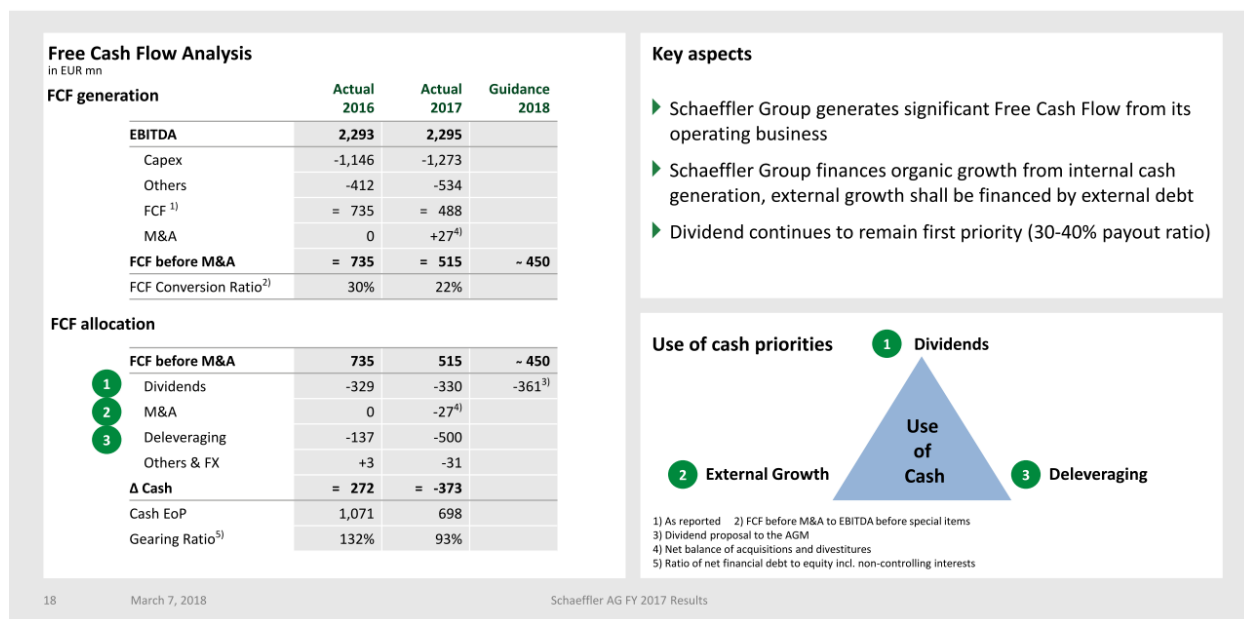 Free Cash Flow Analysis
in EUR mn
FCF generation
Actual 2016 Actual 2017 Guidance 2018
EBITDA 2,293 2,295
Capex -1,146 -1,273
Others -412 -534
FCF 1) = 735 = 488
M&A 0 +27 4)
FCF before M&A = 735 = 515 ~ 450
FCF Conversion Ratio 2) 30% 22%
FCF allocation
FCF before M&A 735 515 ~ 450
1 Dividends -329 -330 -361 3)
2 M&A 0 -27 4)
3 Deleveraging -137 -500
Others & FX +3 -31
Δ Cash = 272 = -373
Cash EoP 1,071 698
Gearing Ratio 5) 132% 93%
Key aspects
Schaeffler Group generates significant Free Cash Flow from its
operating business
Schaeffler Group finances organic growth from internal cash
generation, external growth shall be financed by external debt
Dividend continues to remain first priority (30-40% payout ratio)
Use of cash priorities
1 Dividends
Use
of
Cash
2 External Growth
3 Deleveraging
1) As reported 2) FCF before M&A to EBITDA before special items
3) Dividend proposal to the AGM
4) Net balance of acquisitions and divestitures
5) Ratio of net financial debt to equity incl. non-controlling interests
18 March 7, 2018 Schaeffler AG FY 2017 Results